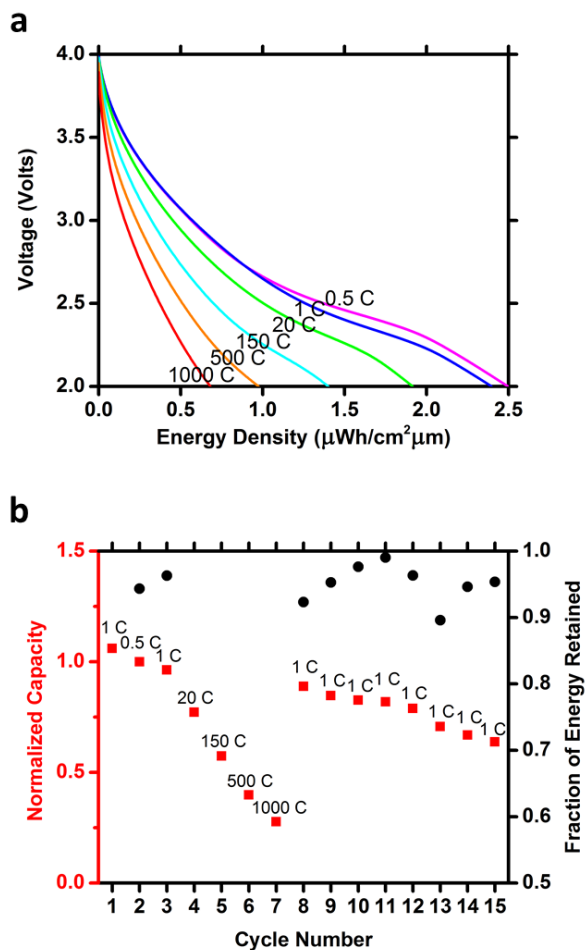 a
4.0
3.5
3.0
2.5
2.0
Voltage (Volts)
0.5 C
1 C
20 C
150 C
500 C
1000 C
0.0 0.5 1.0 1.5 2.0 2.5
Energy Density (μWh/cm²μm)
b
1.5
1.0
0.5
0.0
Normalized Capacity
1 C
0.5 C
1 C
20 C
150 C
500 C
1000 C
1 C
1 C
1 C
1 C
1 C
1 C
1 C
1 C
1.0
0.9
0.8
0.7
0.6
0.5
Fraction of Energy Retained
1 2 3 4 5 6 7 8 9 10 11 12 13 14 15
Cycle Number